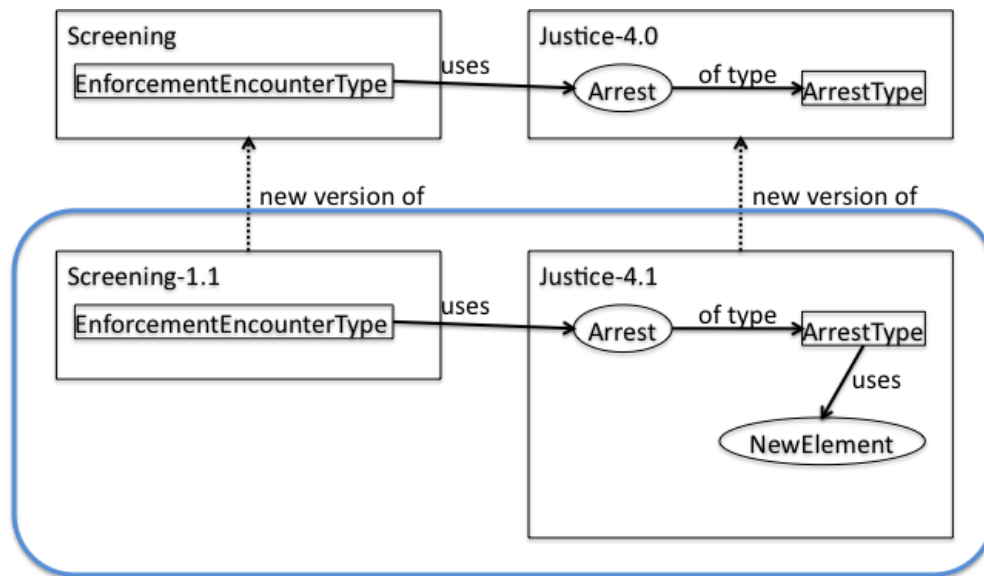 Screening
Justice-4.0
EnforcementEncounterType
uses
Arrest
of type
ArrestType
new version of
new version of
Screening-1.1
Justice-4.1
EnforcementEncounterType
uses
Arrest
of type
ArrestType
uses
NewElement